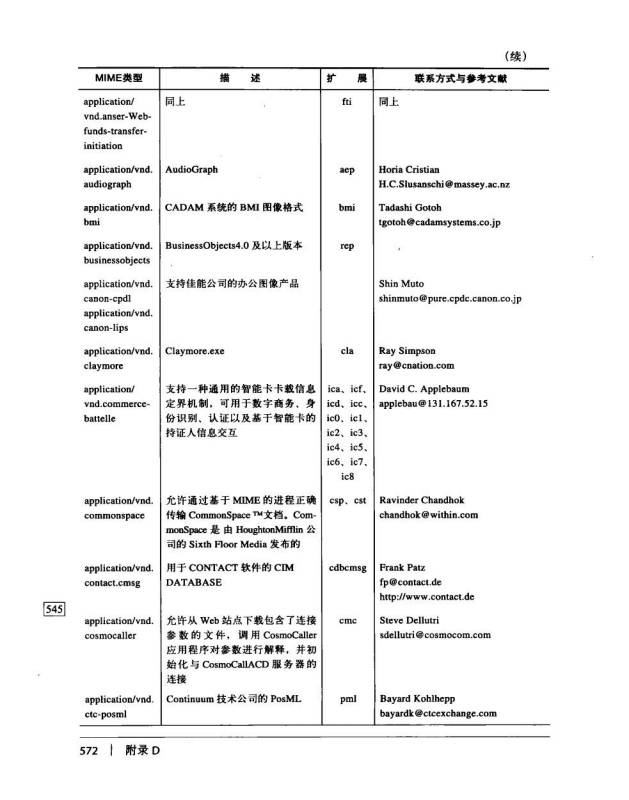 （续）
MIME类型 描 述 扩 展 联系方式与参考文献
application/ 同上 fti 同上
vnd.anser-Web-
funds-transfer-
initiation
application/vnd. AudioGraph aep Horia Cristian
audiograph H.C.Slusanschi@massey.ac.nz
application/vnd. CADAM 系统的 BMI 图像格式 bmi Tadashi Gotoh
bmi tgotoh@cadamsystems.co.jp
application/vnd. BusinessObjects4.0 及以上版本 rep
businessobjects
application/vnd. 支持佳能公司的办公图像产品 Shin Muto
canon-cpdl shinmuto@pure.cpdc.canon.co.jp
application/vnd.
canon-lips
application/vnd. Claymore.exe cla Ray Simpson
claymore ray@cnation.com
application/ 支持一种通用的智能卡卡载信息 ica、icf、 David C. Applebaum
vnd.commerce- 定界机制，可用于数字商务、身 icd、icc、 applebau@131.167.52.15
battelle 份识别、认证以及基于智能卡的 ic0、ic1、
持证人信息交互 ic2、ic3、
ic4、ic5、
ic6、ic7、
ic8
application/vnd. 允许通过基于 MIME 的进程正确 csp、cst Ravinder Chandhok
commonspace 传输 CommonSpace ™文档。Com- chandhok@within.com
monSpace 是 由 HoughtonMifflin 公
司的 Sixth Floor Media 发布的
application/vnd. 用于 CONTACT 软件的 CIM cdbcmsg Frank Patz
contact.cmsg DATABASE fp@contact.de
http://www.contact.de
545
application/vnd. 允许从 Web 站点下载包含了连接 cmc Steve Dellutri
cosmocaller 参数的文件，调用 CosmoCaller sdellutri@cosmocom.com
应用程序对参数进行解释，并初
始化与 CosmoCallACD 服务器的
连接
application/vnd. Continuum 技术公司的 PosML pml Bayard Kohlhepp
ctc-posml bayardk@ctcexchange.com
572 | 附录 D